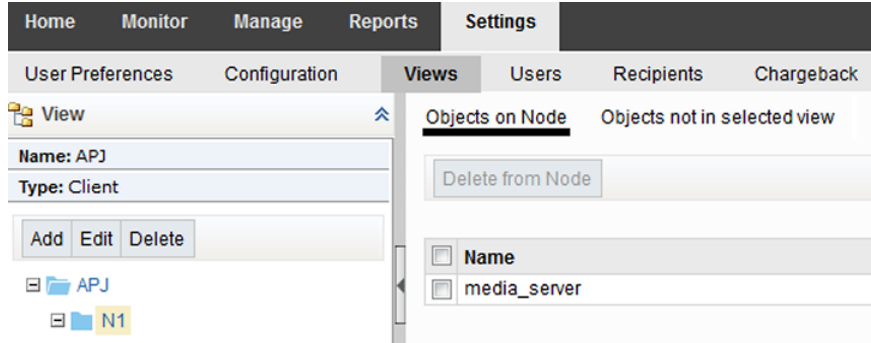 Home Monitor Manage Reports Settings
User Preferences Configuration Views Users Recipients Chargeback
View
Name: APJ
Type: Client
Add Edit Delete
APJ
N1
Objects on Node Objects not in selected view
Delete from Node
Name
media_server